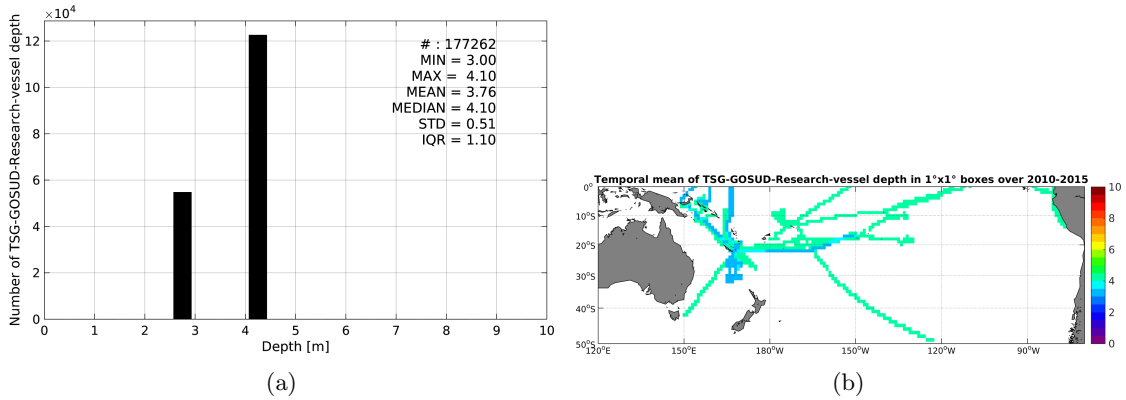 ×10⁴
Number of TSG-GOSUD-Research-vessel depth
12
10
8
6
4
2
0
# : 177262
MIN = 3.00
MAX = 4.10
MEAN = 3.76
MEDIAN = 4.10
STD = 0.51
IQR = 1.10
0 1 2 3 4 5 6 7 8 9 10
Depth [m]
(a)
Temporal mean of TSG-GOSUD-Research-vessel depth in 1°x1° boxes over 2010-2015
0°
10°S
20°S
30°S
40°S
50°S
120°E 150°E 180°W 150°W 120°W 90°W
10
8
6
4
2
0
(b)